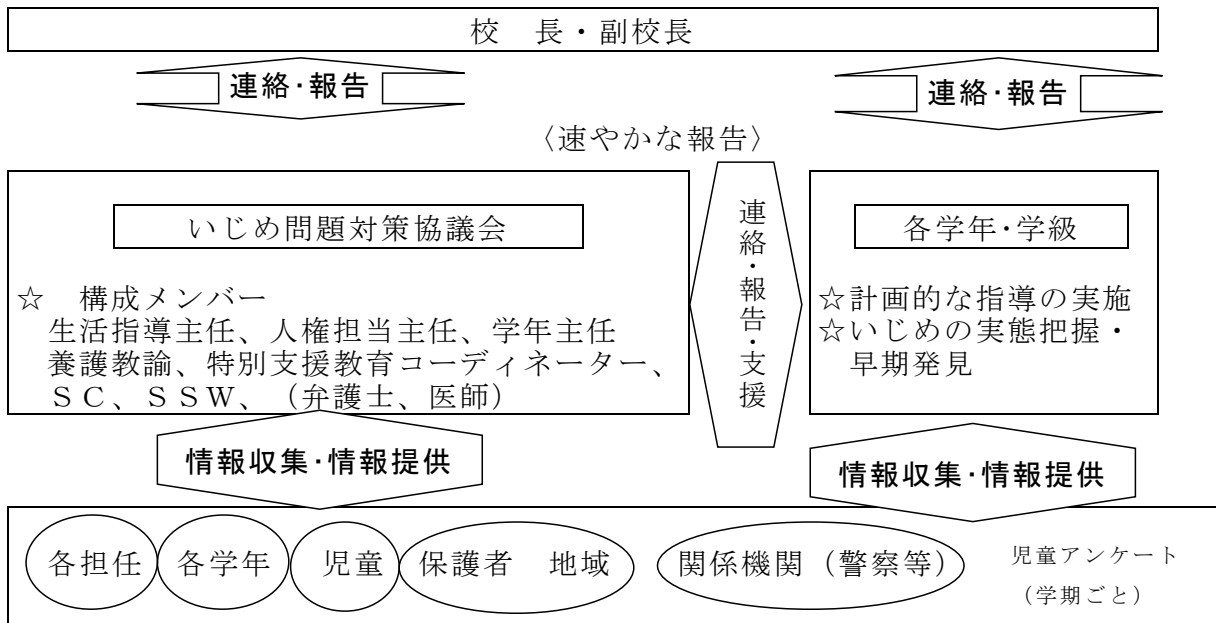 校　長・副校長
連絡・報告
連絡・報告
〈速やかな報告〉
いじめ問題対策協議会
☆　構成メンバー
生活指導主任、人権担当主任、学年主任
養護教諭、特別支援教育コーディネーター、
ＳＣ、ＳＳＷ、（弁護士、医師）
連絡・報告・支援
各学年・学級
☆計画的な指導の実施
☆いじめの実態把握・
早期発見
情報収集・情報提供
情報収集・情報提供
各担任
各学年
児童
保護者　地域
関係機関（警察等）
児童アンケート
（学期ごと）